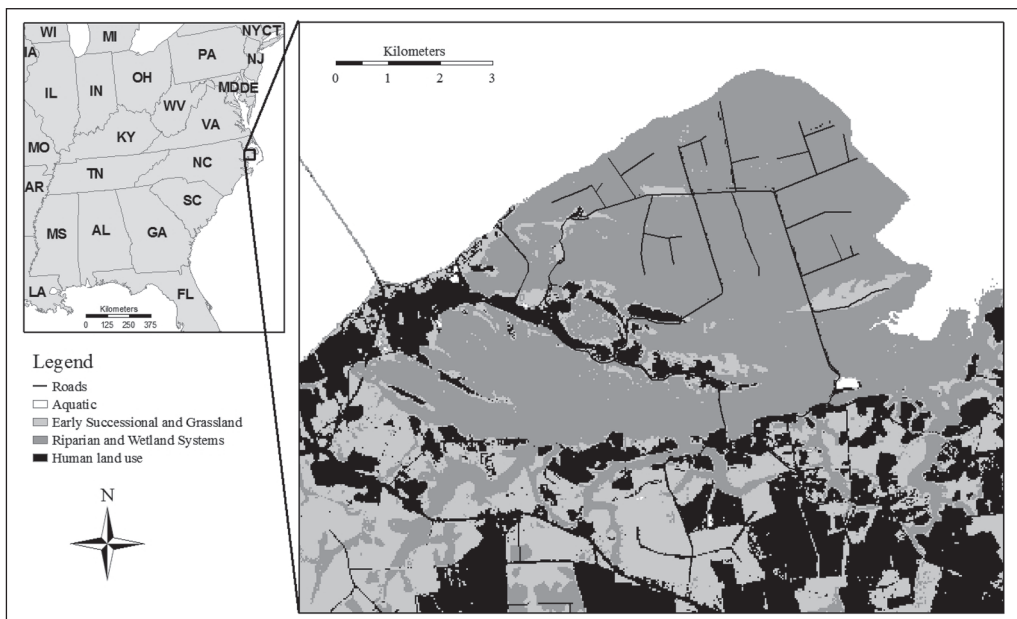 WI
MI
NYCT
IA
PA
NJ
OH
MDDE
IL
IN
WV
VA
KY
MO
NC
TN
AR
SC
MS
AL
GA
LA
FL
Kilometers
0 125 250 375
Kilometers
0 1 2 3
Legend
Roads
Aquatic
Early Successional and Grassland
Riparian and Wetland Systems
Human land use
N